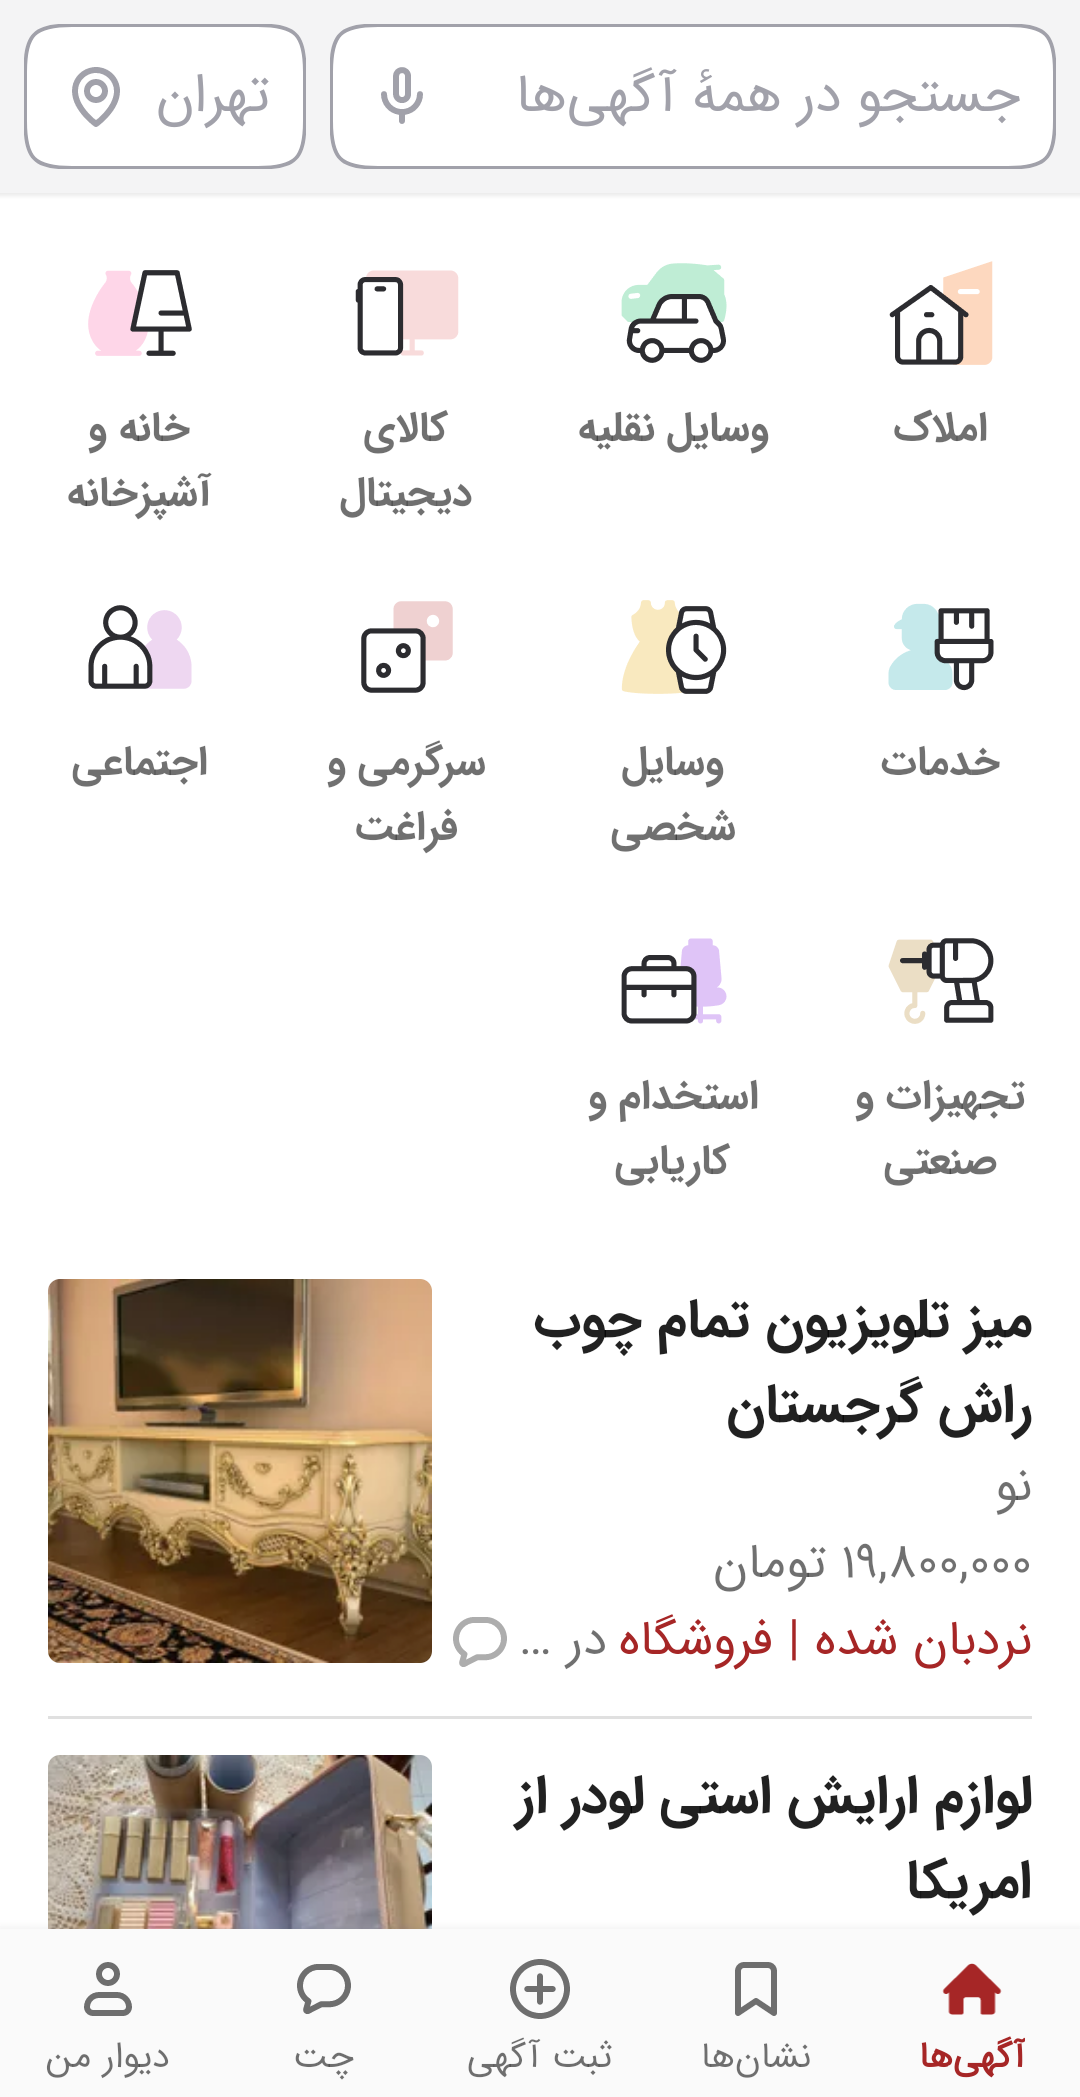 جستجو در همهٔ آگهی‌ها
تهران
املاک
وسایل نقلیه
کالای
دیجیتال
خانه و
آشپزخانه
خدمات
وسایل
شخصی
سرگرمی و
فراغت
اجتماعی
تجهیزات و
صنعتی
استخدام و
کاریابی
میز تلویزیون تمام چوب
راش گرجستان
نو
۱۹,۸۰۰,۰۰۰ تومان
نردبان شده | فروشگاه در ...
لوازم ارایش استی لودر از
امریکا
آگهی‌ها
نشان‌ها
ثبت آگهی
چت
دیوار من